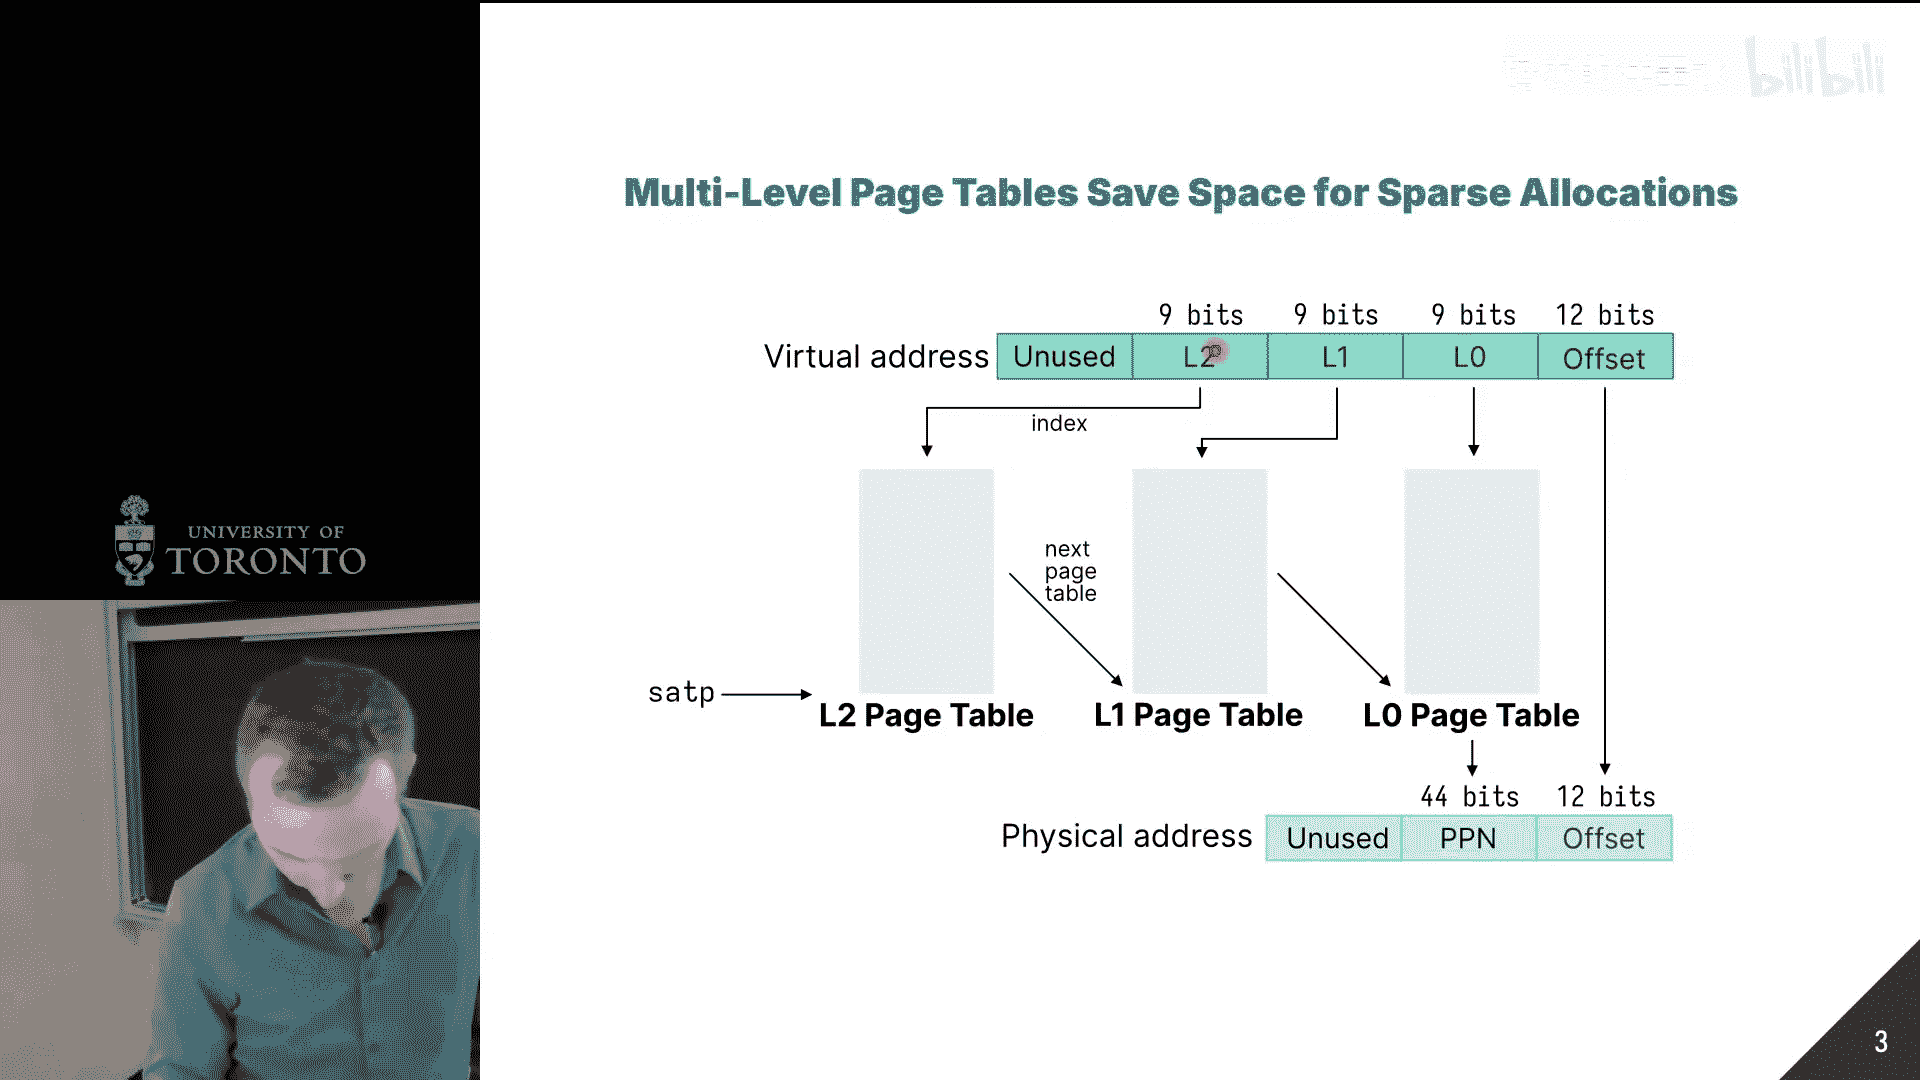 bilibili
Multi-Level Page Tables Save Space for Sparse Allocations
9 bits 9 bits 9 bits 12 bits
Virtual address Unused L2 L1 L0 Offset
index
next
page
table
satp
L2 Page Table L1 Page Table L0 Page Table
44 bits 12 bits
Physical address Unused PPN Offset
UNIVERSITY OF
TORONTO
3